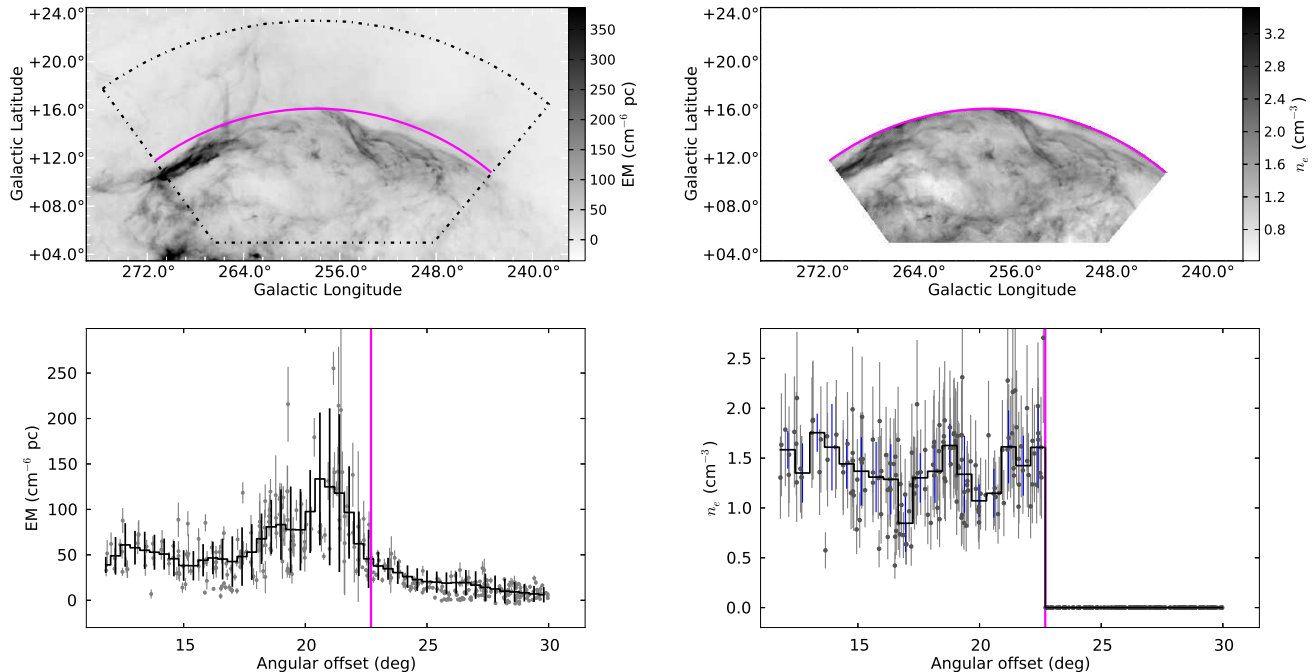 +24.0°
+20.0°
+16.0°
+12.0°
+08.0°
+04.0°
Galactic Latitude
272.0° 264.0° 256.0° 248.0° 240.0°
Galactic Longitude
350
300
250
200
150
100
50
0
EM (cm⁻⁶ pc)
+24.0°
+20.0°
+16.0°
+12.0°
+08.0°
+04.0°
Galactic Latitude
272.0° 264.0° 256.0° 248.0° 240.0°
Galactic Longitude
3.2
2.8
2.4
2.0
1.6
1.2
0.8
nₑ (cm⁻³)
250
200
150
100
50
0
EM (cm⁻⁶ pc)
15 20 25 30
Angular offset (deg)
2.5
2.0
1.5
1.0
0.5
0.0
nₑ (cm⁻³)
15 20 25 30
Angular offset (deg)